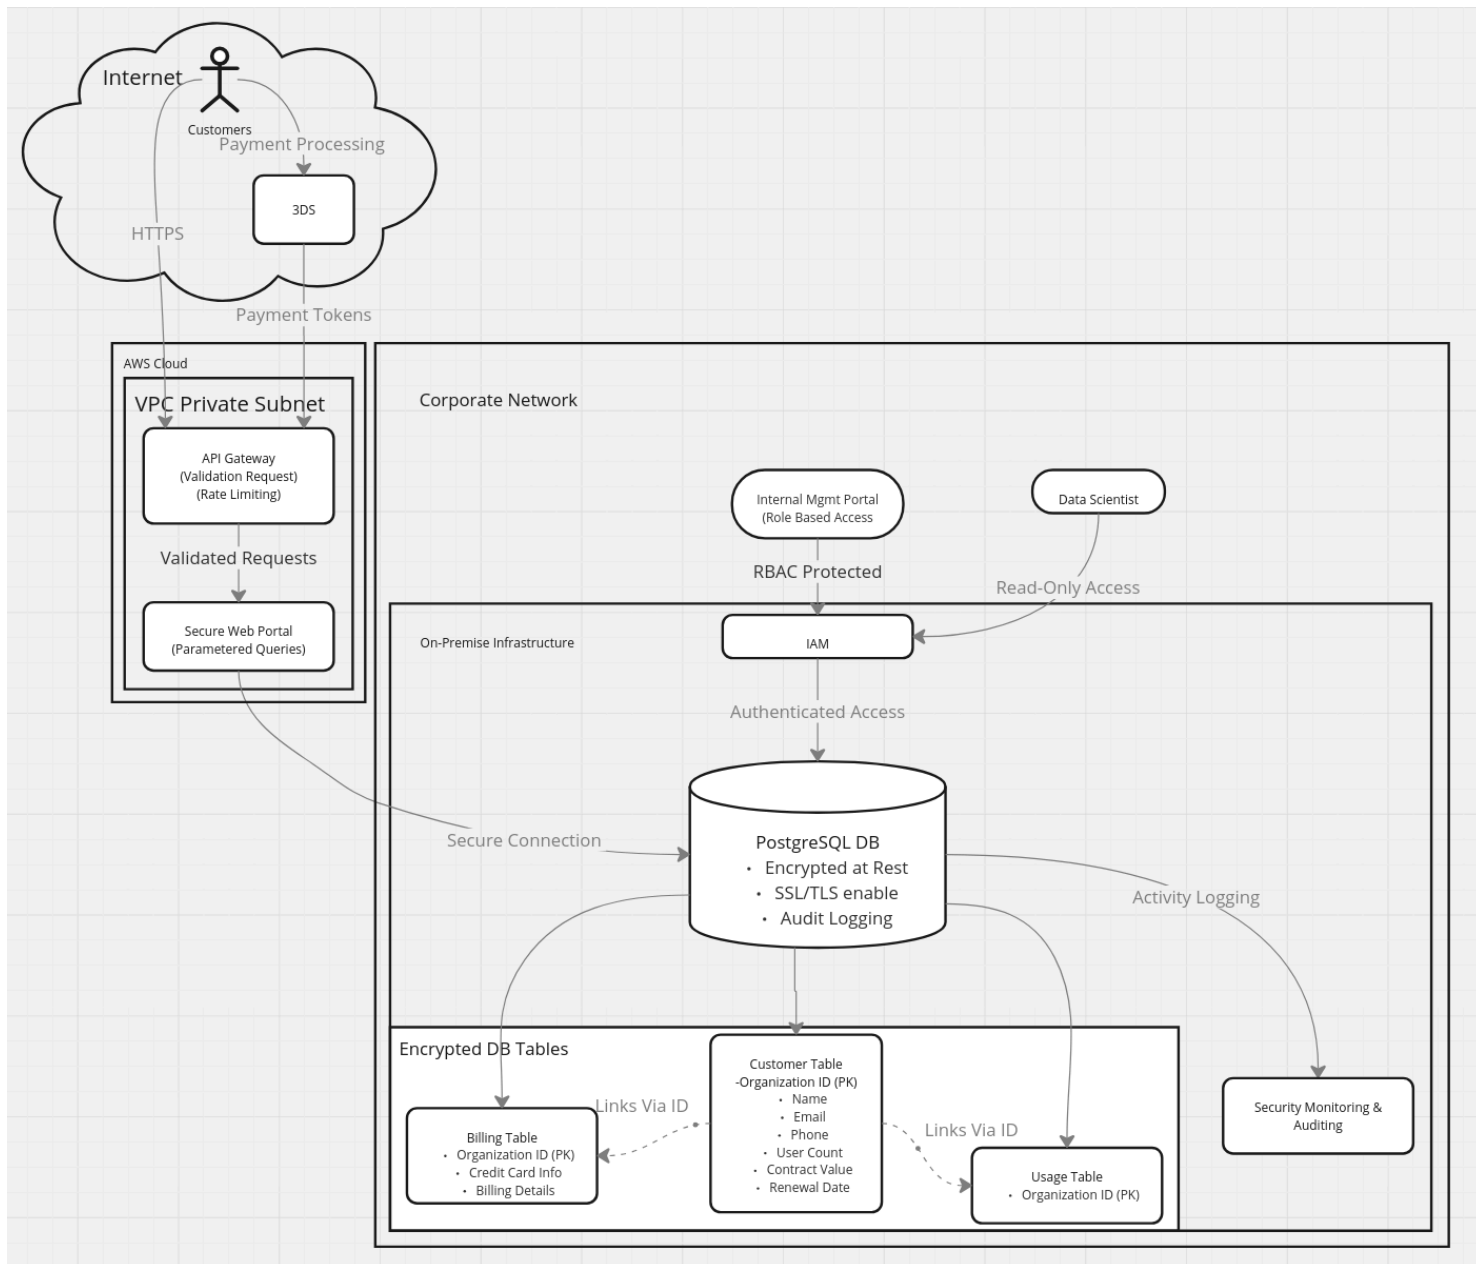 Internet
Customers
Payment Processing
3DS
HTTPS
Payment Tokens
AWS Cloud
VPC Private Subnet
API Gateway
(Validation Request)
(Rate Limiting)
Validated Requests
Secure Web Portal
(Parametered Queries)
Corporate Network
Internal Mgmt Portal
(Role Based Access
Data Scientist
RBAC Protected
Read-Only Access
On-Premise Infrastructure
IAM
Authenticated Access
Secure Connection
PostgreSQL DB
• Encrypted at Rest
• SSL/TLS enable
• Audit Logging
Activity Logging
Encrypted DB Tables
Links Via ID
Billing Table
• Organization ID (PK)
• Credit Card Info
• Billing Details
Customer Table
-Organization ID (PK)
• Name
• Email
• Phone
• User Count
• Contract Value
• Renewal Date
Links Via ID
Usage Table
• Organization ID (PK)
Security Monitoring &
Auditing